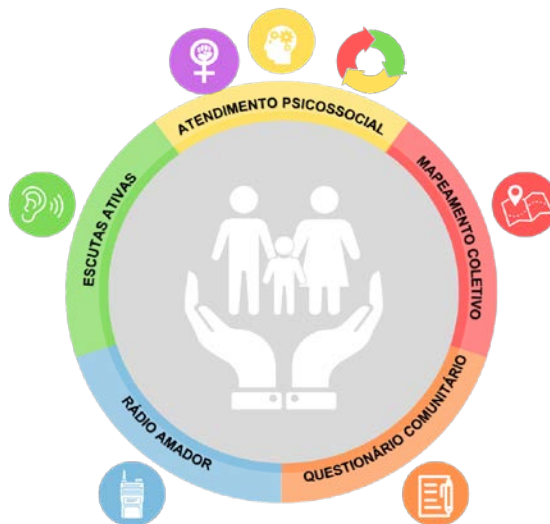 ATENDIMENTO PSICOSSOCIAL
MAPEAMENTO COLETIVO
QUESTIONÁRIO COMUNITÁRIO
RÁDIO AMADOR
ESCUTAS ATIVAS